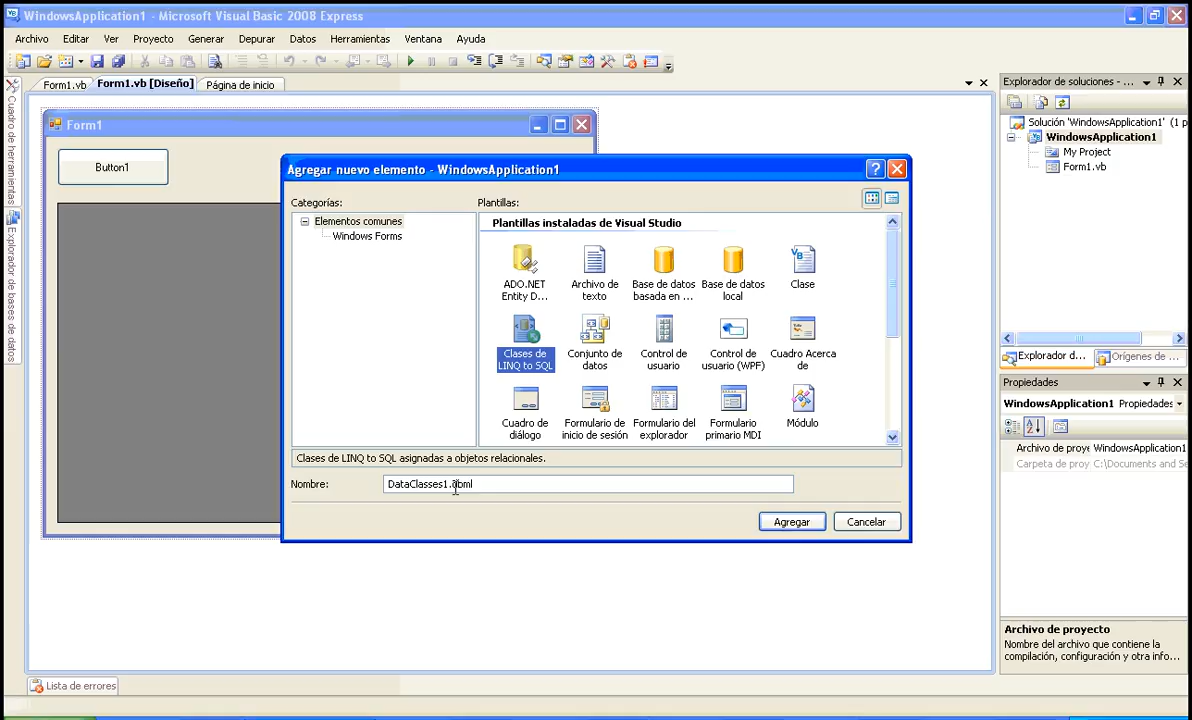 WindowsApplication1 - Microsoft Visual Basic 2008 Express
Archivo Editar Ver Proyecto Generar Depurar Datos Herramientas Ventana Ayuda
Form1.vb Form1.vb [Diseño] Página de inicio
Cuadro de herramientas
Explorador de bases de datos
Form1
Button1
Agregar nuevo elemento - WindowsApplication1
Categorías:
Elementos comunes
Windows Forms
Plantillas:
Plantillas instaladas de Visual Studio
ADO.NET
Entity D...
Archivo de
texto
Base de datos
basada en ...
Base de datos
local
Clase
Clases de
LINQ to SQL
Conjunto de
datos
Control de
usuario
Control de
usuario (WPF)
Cuadro Acerca
de
Cuadro de
diálogo
Formulario de
inicio de sesión
Formulario del
explorador
Formulario
primario MDI
Módulo
Clases de LINQ to SQL asignadas a objetos relacionales.
Nombre: DataClasses1.dbml
Agregar Cancelar
Explorador de soluciones - ...
Solución 'WindowsApplication1' (1 p
WindowsApplication1
My Project
Form1.vb
Explorador d... Orígenes de ...
Propiedades
WindowsApplication1 Propiedades
Archivo de proye WindowsApplication1
Carpeta de proy C:\Documents and Se
Archivo de proyecto
Nombre del archivo que contiene la
compilación, configuración y otra info...
Lista de errores